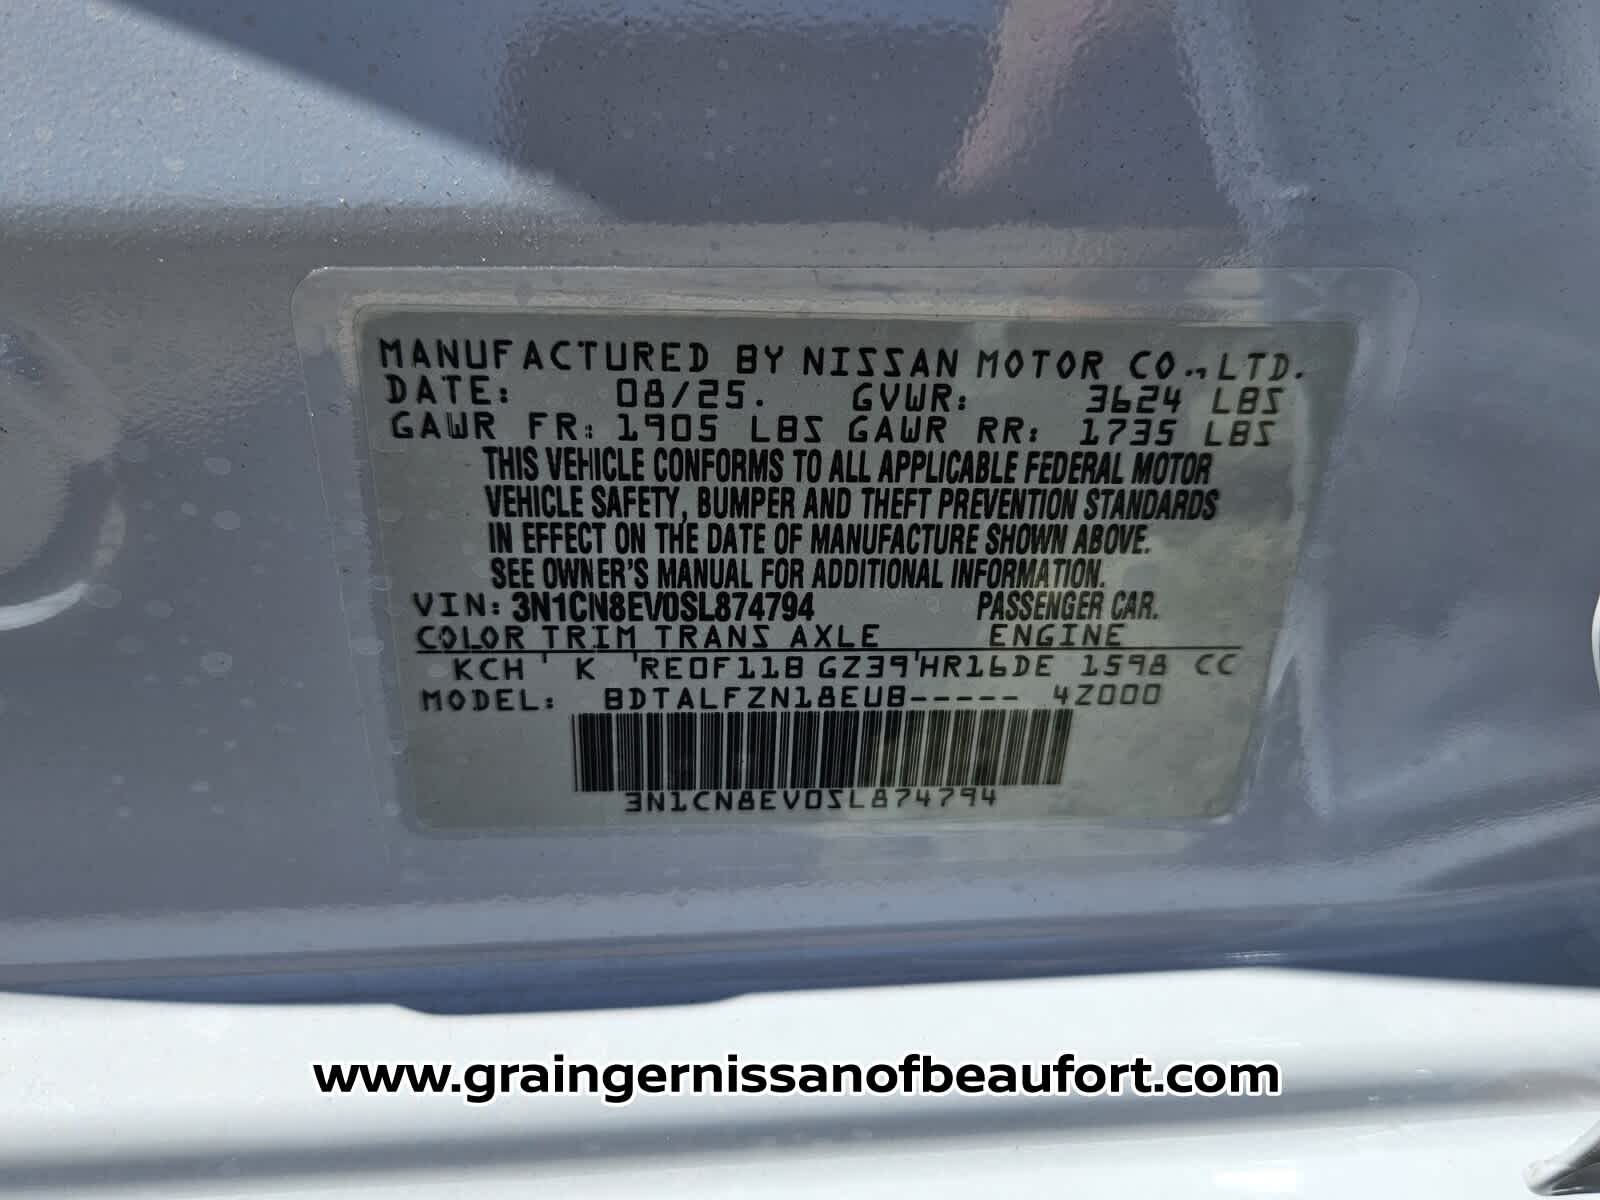 MANUFACTURED BY NISSAN MOTOR CO., LTD.
DATE: 08/25. GVWR: 3624 LBS
GAWR FR: 1905 LBS GAWR RR: 1735 LBS
THIS VEHICLE CONFORMS TO ALL APPLICABLE FEDERAL MOTOR
VEHICLE SAFETY, BUMPER AND THEFT PREVENTION STANDARDS
IN EFFECT ON THE DATE OF MANUFACTURE SHOWN ABOVE.
SEE OWNER'S MANUAL FOR ADDITIONAL INFORMATION.
VIN: 3N1CN8EV0SL874794 PASSENGER CAR.
COLOR TRIM TRANS AXLE ENGINE
KCH ' K ' RE0F11B GZ39 ' HR16DE 1598 CC
MODEL: BDTALFZN18EUB----- 4Z000
3N1CN8EV0SL874794
www.graingernissanofbeaufort.com